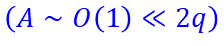 (A ∼ O(1) ≪ 2q)